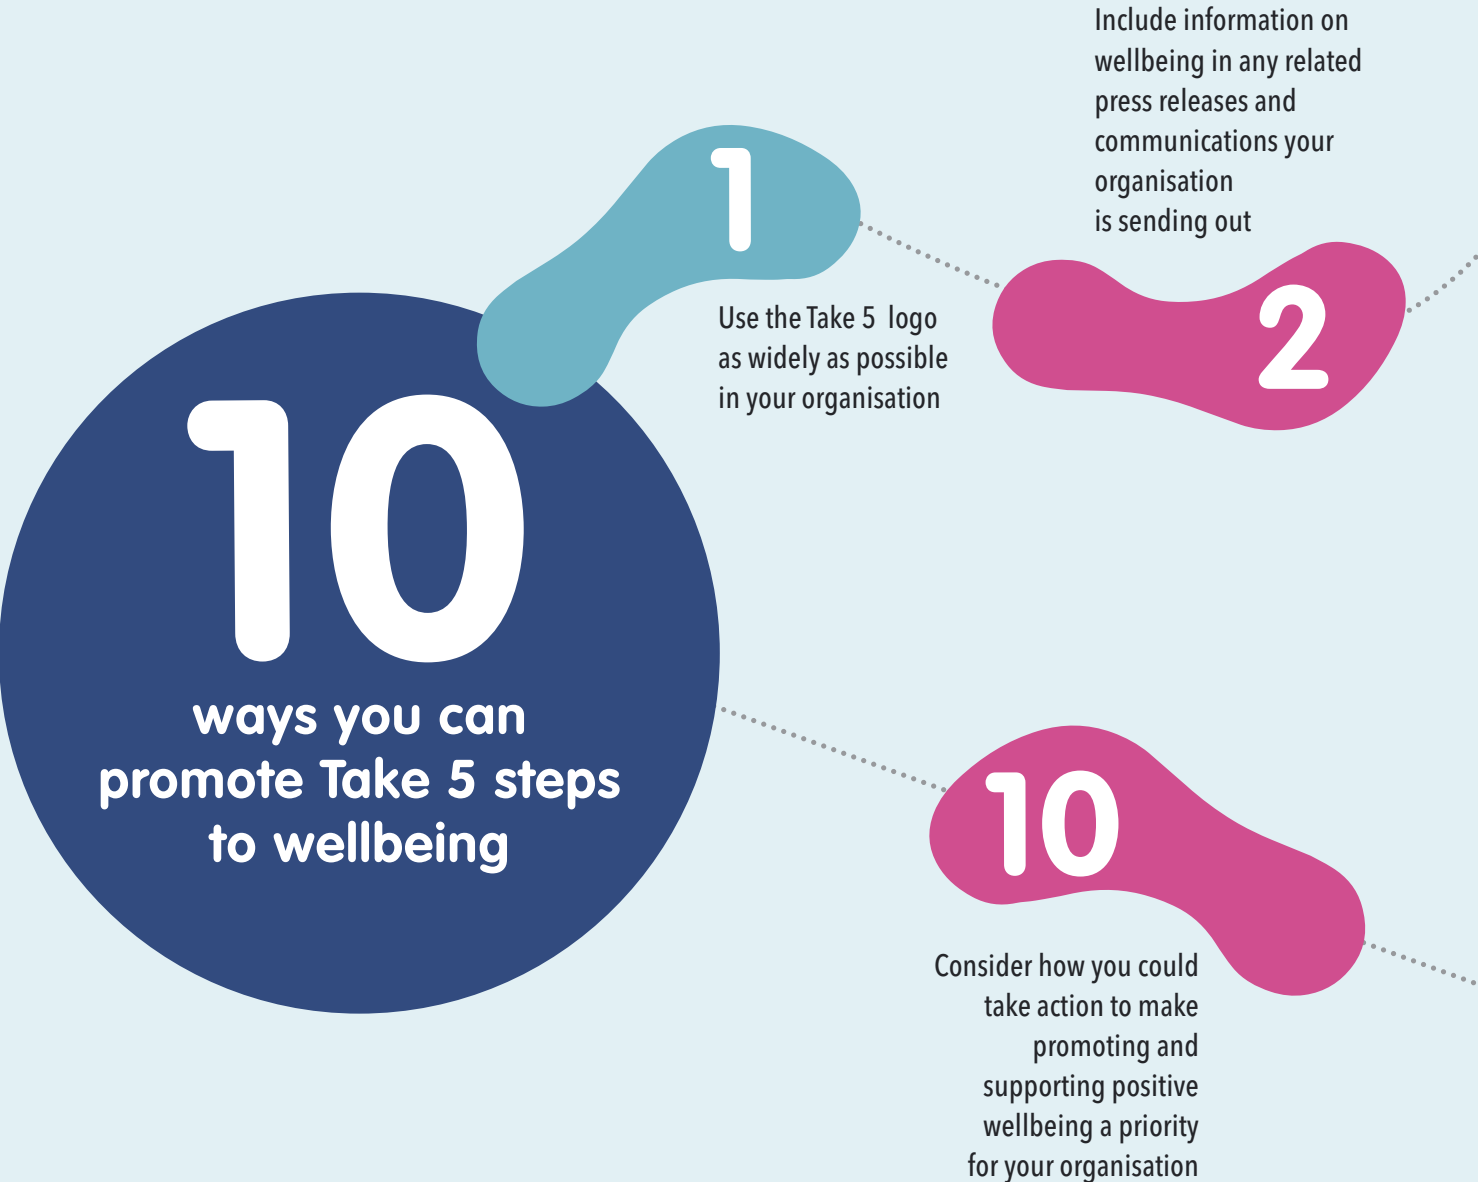 10
ways you can
promote Take 5 steps
to wellbeing
1
Use the Take 5 logo
as widely as possible
in your organisation
Include information on
wellbeing in any related
press releases and
communications your
organisation
is sending out
2
10
Consider how you could
take action to make
promoting and
supporting positive
wellbeing a priority
for your organisation